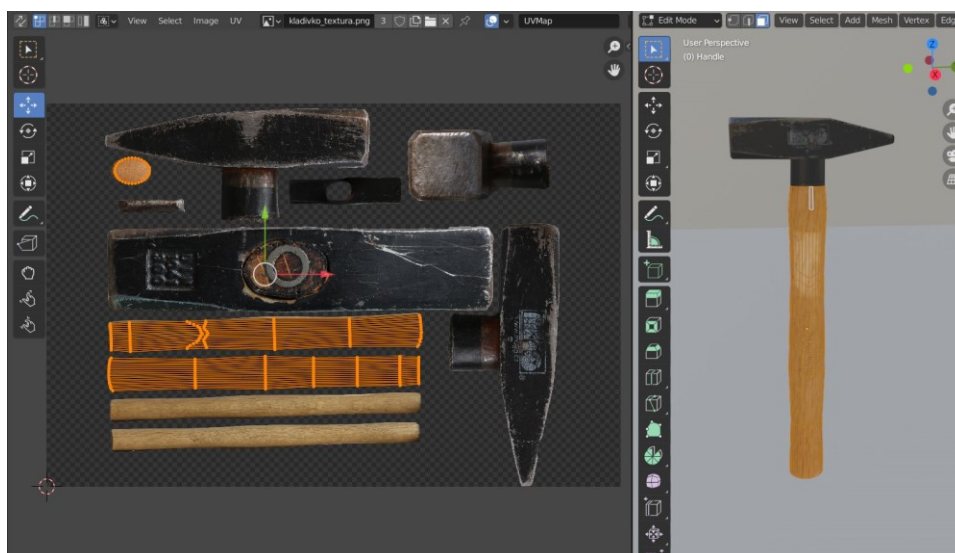 View Select Image UV kladivko_textura.png 3 UVMap
Edit Mode View Select Add Mesh Vertex Edg
User Perspective
(0) Handle
Z
X